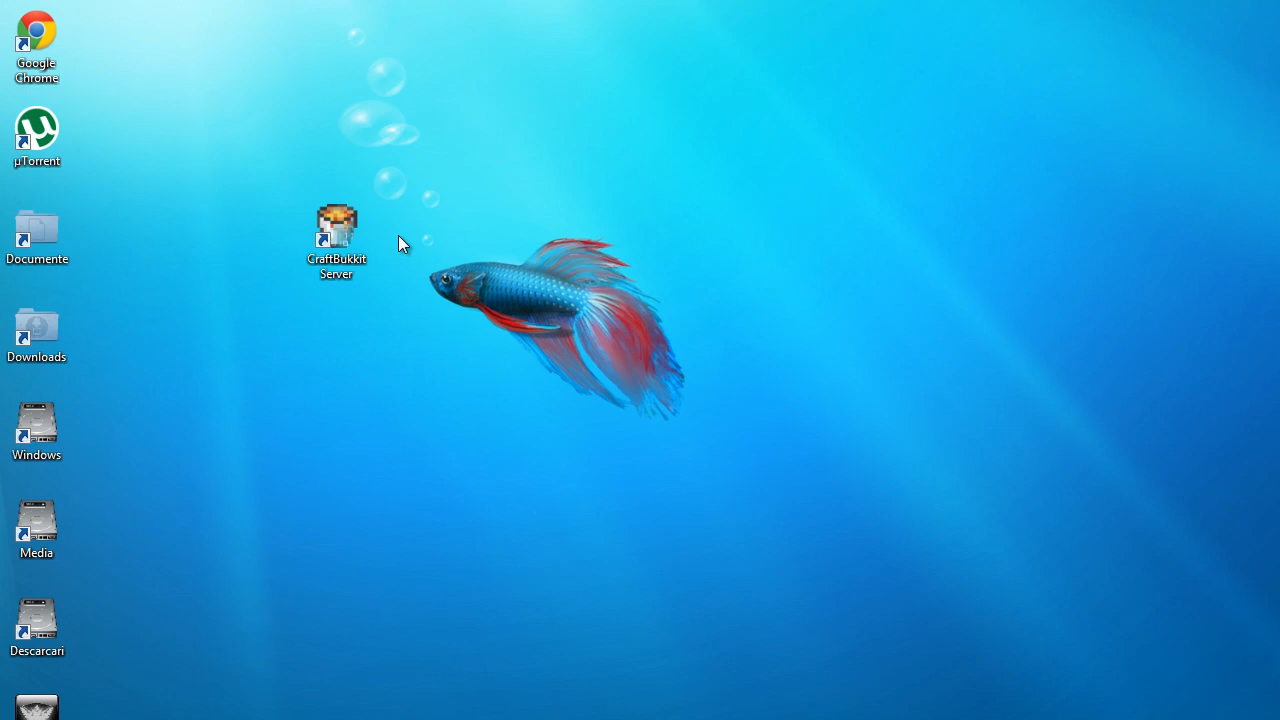 Google
Chrome
µTorrent
Documente
Downloads
Windows
Media
Descarcari
CraftBukkit
Server